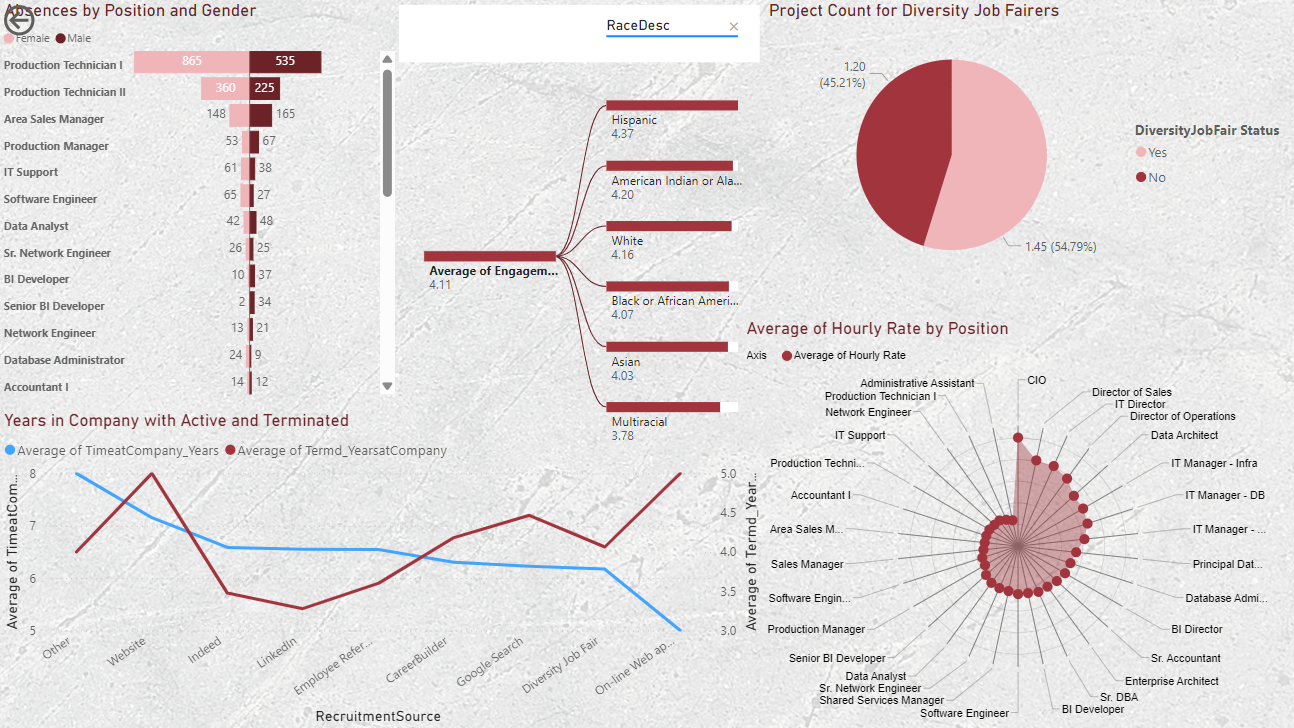 Absences by Position and Gender
Female Male
Production Technician I 865 535
Production Technician II 360 225
Area Sales Manager 148 165
Production Manager 53 67
IT Support 61 38
Software Engineer 65 27
Data Analyst 42 48
Sr. Network Engineer 26 25
BI Developer 10 37
Senior BI Developer 2 34
Network Engineer 13 21
Database Administrator 24 9
Accountant I 14 12
RaceDesc
Average of Engagem...
4.11
Hispanic
4.37
American Indian or Ala...
4.20
White
4.16
Black or African Ameri...
4.07
Asian
4.03
Multiracial
3.78
Project Count for Diversity Job Fairers
1.20
(45.21%)
1.45 (54.79%)
DiversityJobFair Status
Yes
No
Years in Company with Active and Terminated
Average of TimeatCompany_Years Average of Termd_YearsatCompany
Average of TimeatCom...
8
7
6
5
5.0
4.5
4.0
3.5
3.0
Average of Termd_Year...
Other
Website
Indeed
LinkedIn
Employee Refer...
CareerBuilder
Google Search
Diversity Job Fair
On-line Web ap...
RecruitmentSource
Average of Hourly Rate by Position
Axis Average of Hourly Rate
CIO
Director of Sales
IT Director
Director of Operations
Data Architect
IT Manager - Infra
IT Manager - DB
IT Manager - ...
Principal Dat...
Database Admi...
BI Director
Sr. Accountant
Enterprise Architect
Sr. DBA
BI Developer
Software Engineer
Shared Services Manager
Sr. Network Engineer
Data Analyst
Senior BI Developer
Production Manager
Software Engin...
Sales Manager
Area Sales M...
Accountant I
Production Techni...
IT Support
Network Engineer
Production Technician I
Administrative Assistant